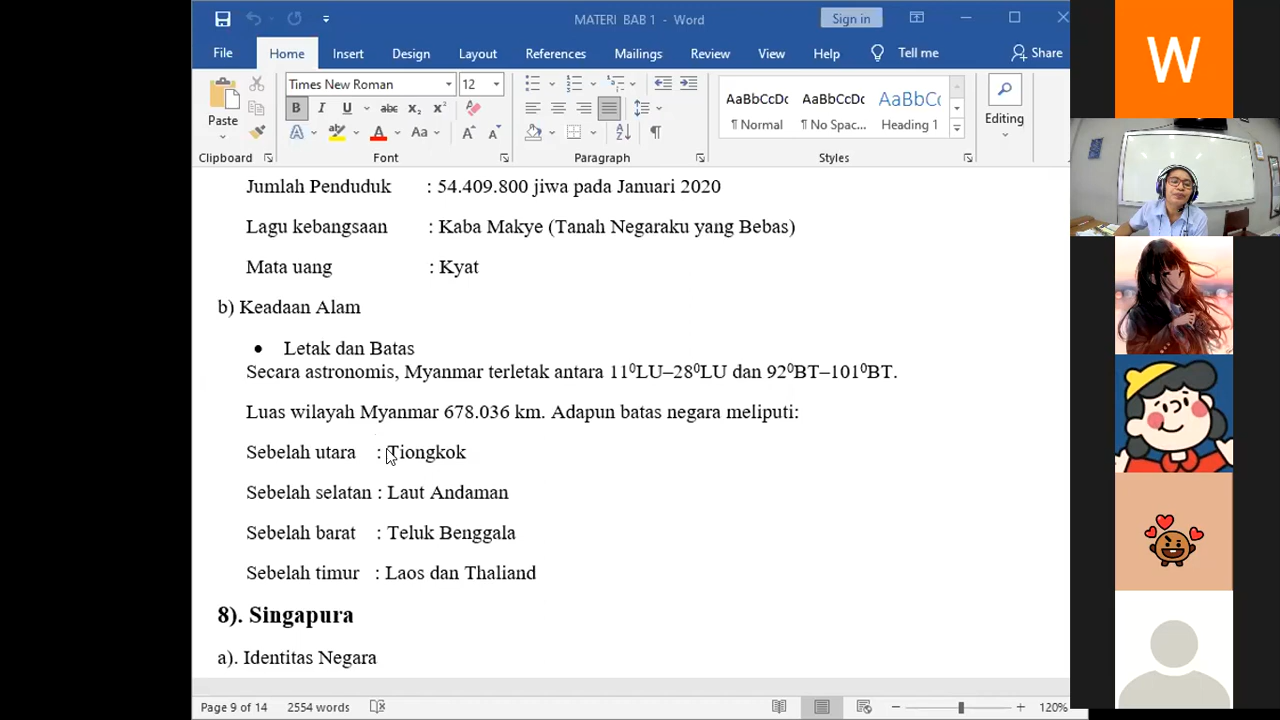 MATERI BAB 1 - Word
Sign in
File Home Insert Design Layout References Mailings Review View Help Tell me Share
Paste
Times New Roman 12
B I U abc X₂ X²
A A Aa A A
AaBbCcDc AaBbCcDc AaBbC(
¶ Normal ¶ No Spac... Heading 1
Editing
Clipboard Font Paragraph Styles
Jumlah Penduduk : 54.409.800 jiwa pada Januari 2020
Lagu kebangsaan : Kaba Makye (Tanah Negaraku yang Bebas)
Mata uang : Kyat
b) Keadaan Alam
• Letak dan Batas
Secara astronomis, Myanmar terletak antara 11⁰LU–28⁰LU dan 92⁰BT–101⁰BT.
Luas wilayah Myanmar 678.036 km. Adapun batas negara meliputi:
Sebelah utara : Tiongkok
Sebelah selatan : Laut Andaman
Sebelah barat : Teluk Benggala
Sebelah timur : Laos dan Thaliand
8). Singapura
a). Identitas Negara
Page 9 of 14 2554 words 120%
W